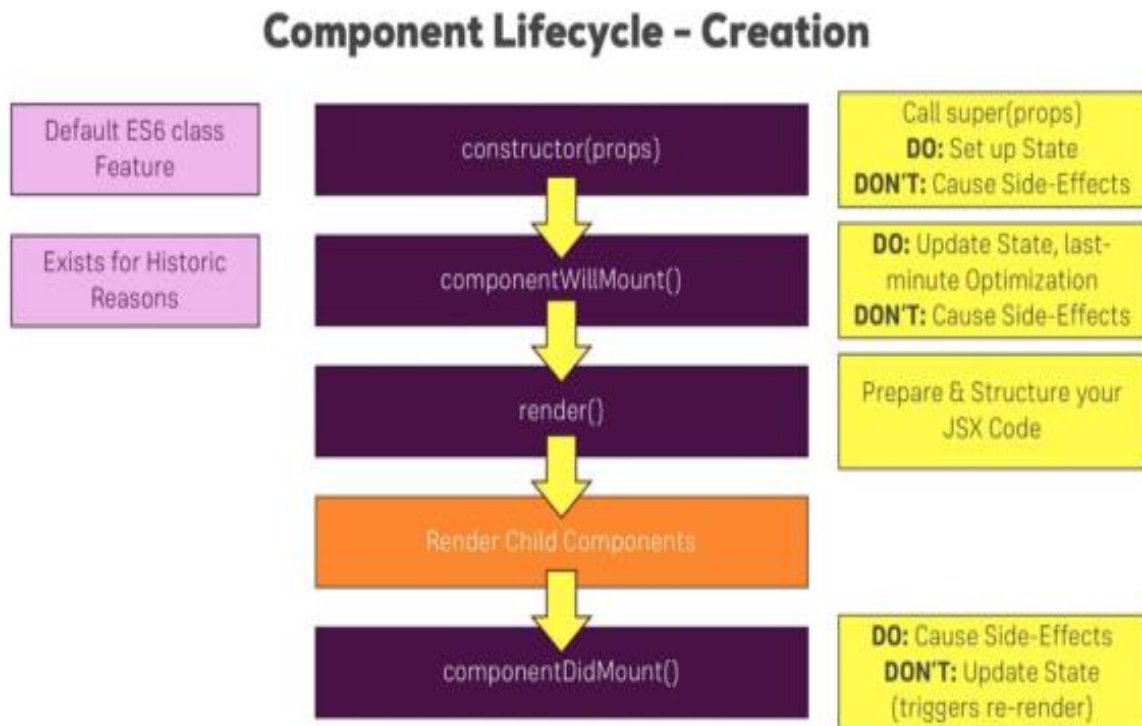 Component Lifecycle - Creation
Default ES6 class
Feature
constructor(props)
Call super(props)
DO: Set up State
DON'T: Cause Side-Effects
Exists for Historic
Reasons
componentWillMount()
DO: Update State, last-
minute Optimization
DON'T: Cause Side-Effects
render()
Prepare & Structure your
JSX Code
Render Child Components
componentDidMount()
DO: Cause Side-Effects
DON'T: Update State
(triggers re-render)